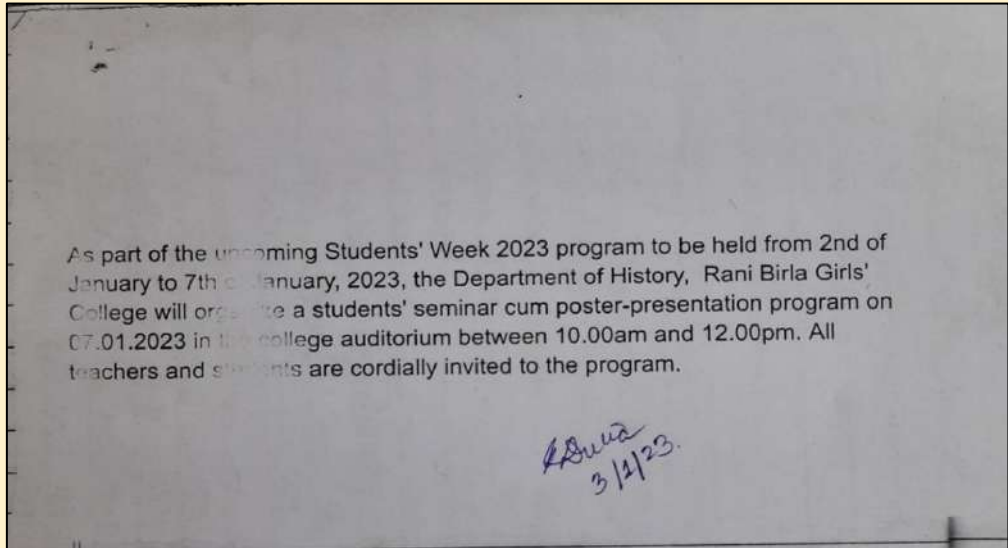 As part of the upcoming Students' Week 2023 program to be held from 2nd of
January to 7th of January, 2023, the Department of History, Rani Birla Girls'
College will organize a students' seminar cum poster-presentation program on
07.01.2023 in the college auditorium between 10.00am and 12.00pm. All
teachers and students are cordially invited to the program.
3/1/23.